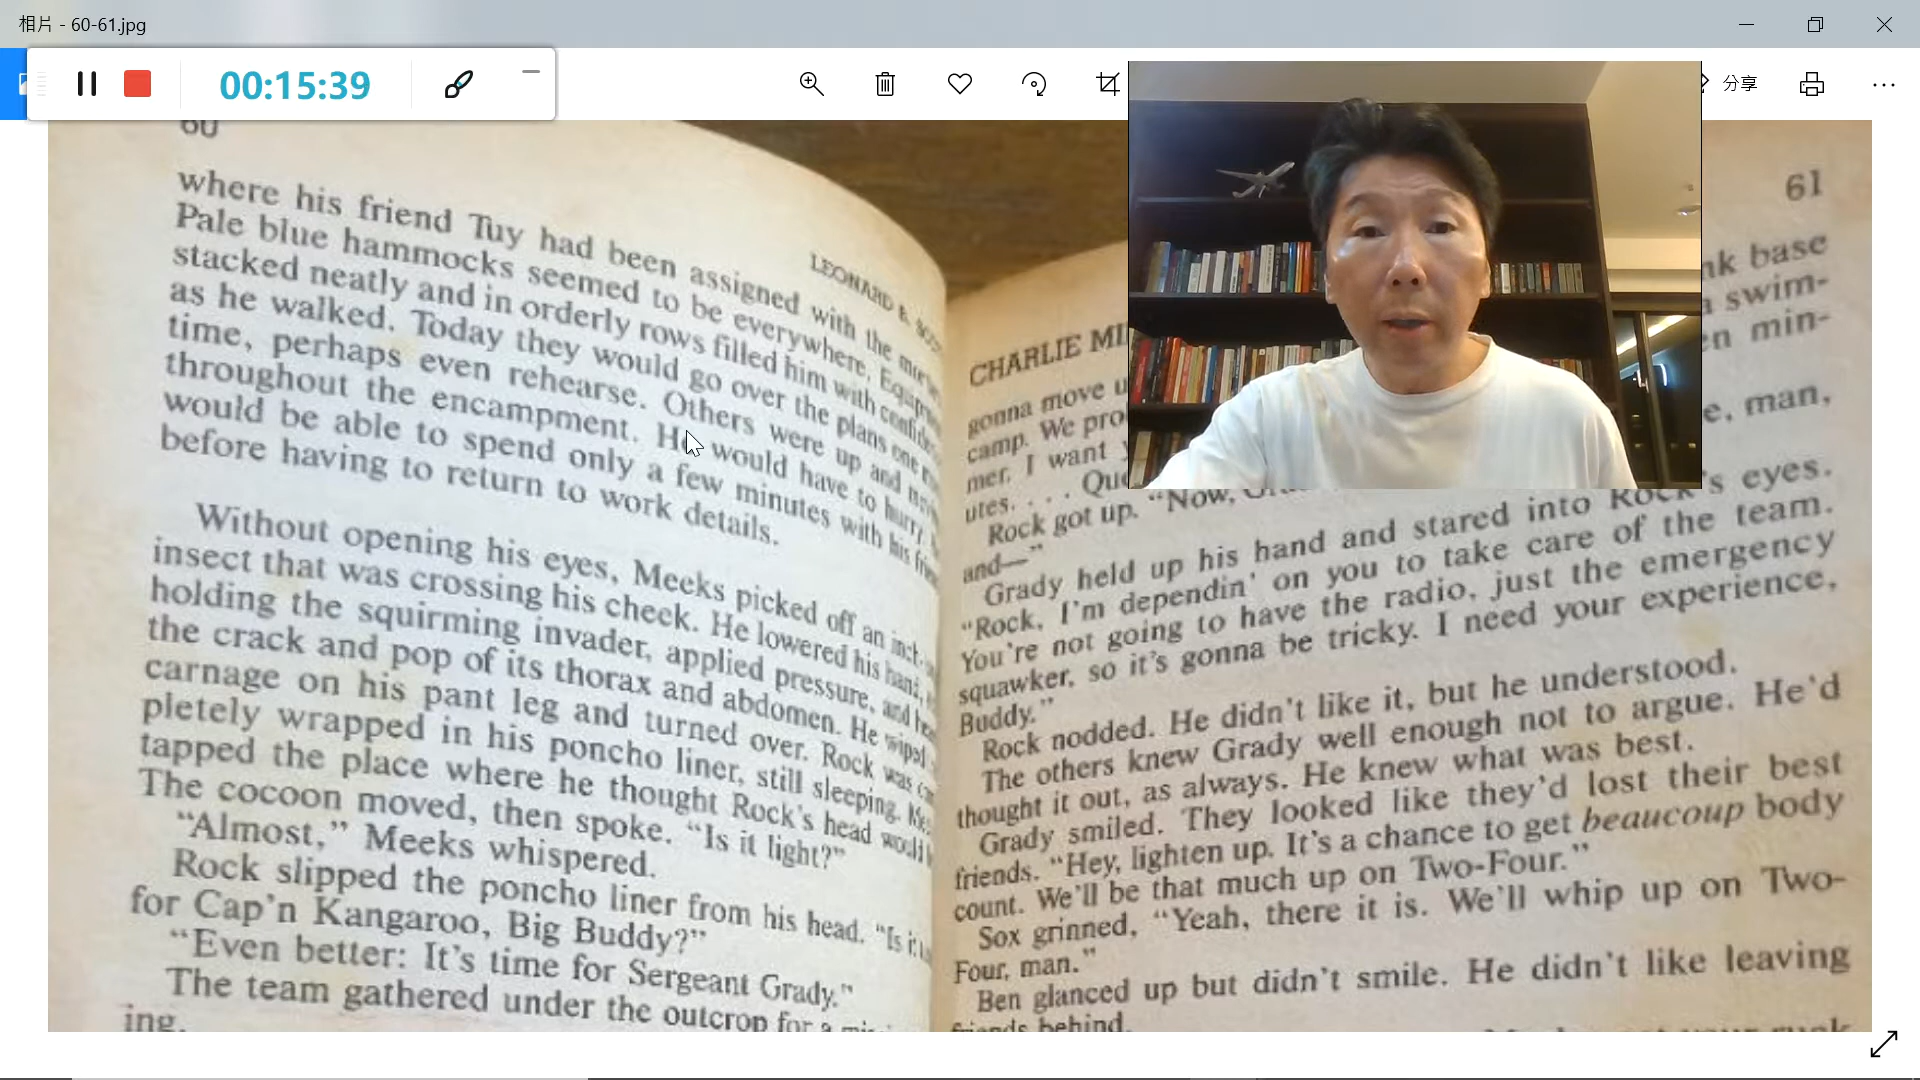 相片 - 60-61.jpg
00:15:39
分享
60
LEONARD B. SCOTT
where his friend Tuy had been assigned with the
Pale blue hammocks seemed to be everywhere.
stacked neatly and in orderly rows filled him with
as he walked. Today they would go over the plans one
time, perhaps even rehearse. Others were up and
throughout the encampment. He would have to hurry.
would be able to spend only a few minutes with his
before having to return to work details.
Without opening his eyes, Meeks picked off an
insect that was crossing his cheek. He lowered his hand,
holding the squirming invader, applied pressure, and
the crack and pop of its thorax and abdomen. He wiped
carnage on his pant leg and turned over. Rock was
pletely wrapped in his poncho liner, still sleeping.
tapped the place where he thought Rock's head would
The cocoon moved, then spoke. "Is it light?"
"Almost," Meeks whispered.
Rock slipped the poncho liner from his head. "Is it
for Cap'n Kangaroo, Big Buddy?"
"Even better: It's time for Sergeant Grady."
The team gathered under the outcrop for a
ing.
CHARLIE MI
61
gonna move u
nk base
camp. We pro
swim-
mer, I want
en min-
utes. . . . Que
e, man,
Rock got up. "Now,
and—"
Grady held up his hand and stared into Rock's eyes.
"Rock, I'm dependin' on you to take care of the team.
You're not going to have the radio, just the emergency
squawker, so it's gonna be tricky. I need your experience,
Buddy."
Rock nodded. He didn't like it, but he understood.
The others knew Grady well enough not to argue. He'd
thought it out, as always. He knew what was best.
Grady smiled. They looked like they'd lost their best
friends. "Hey, lighten up. It's a chance to get beaucoup body
count. We'll be that much up on Two-Four."
Sox grinned, "Yeah, there it is. We'll whip up on Two-
Four, man."
Ben glanced up but didn't smile. He didn't like leaving
friends behind.